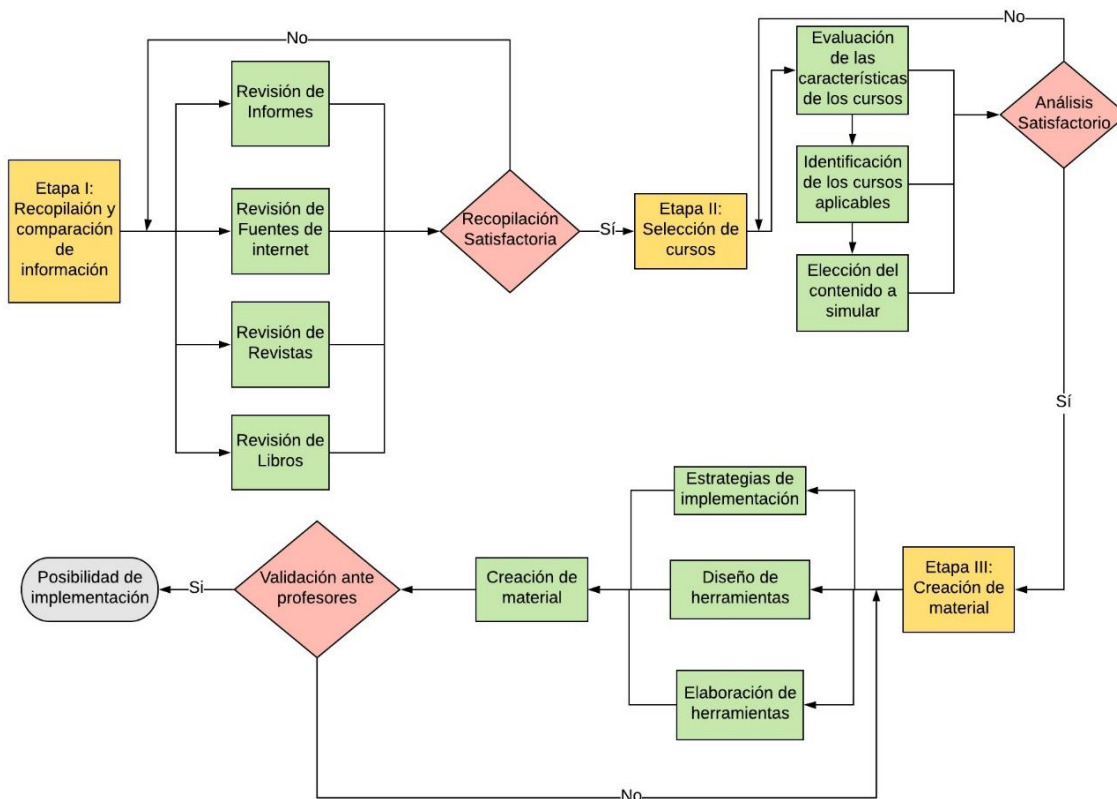 No
Revisión de
Informes
Etapa I:
Recopilaión y
comparación
de
información
Revisión de
Fuentes de
internet
Revisión de
Revistas
Revisión de
Libros
Recopilación
Satisfactoria
Sí
Etapa II:
Selección de
cursos
No
Evaluación
de las
características
de los cursos
Identificación
de los cursos
aplicables
Elección del
contenido a
simular
Análisis
Satisfactorio
Sí
Etapa III:
Creación de
material
Estrategias de
implementación
Diseño de
herramientas
Elaboración de
herramientas
Creación de
material
Validación ante
profesores
Si
Posibilidad de
implementación
No